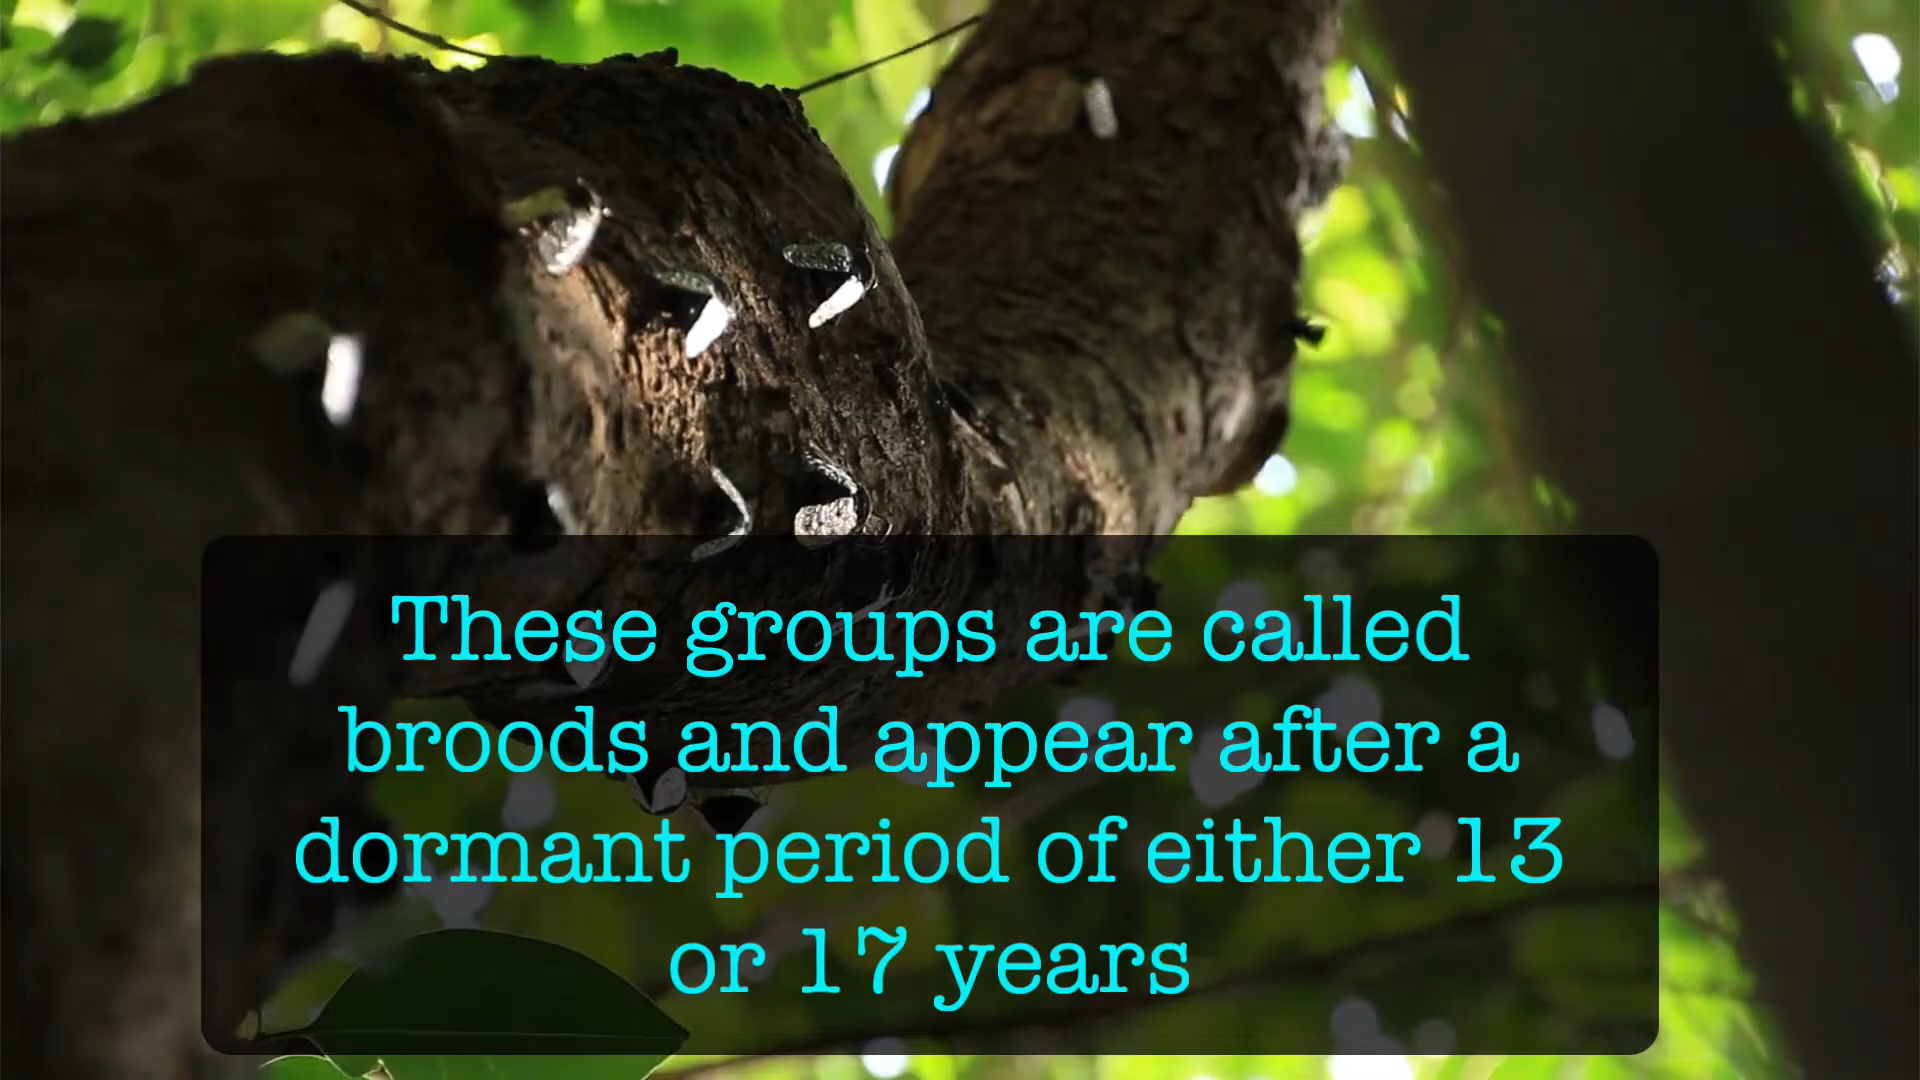 These groups are called
broods and appear after a
dormant period of either 13
or 17 years